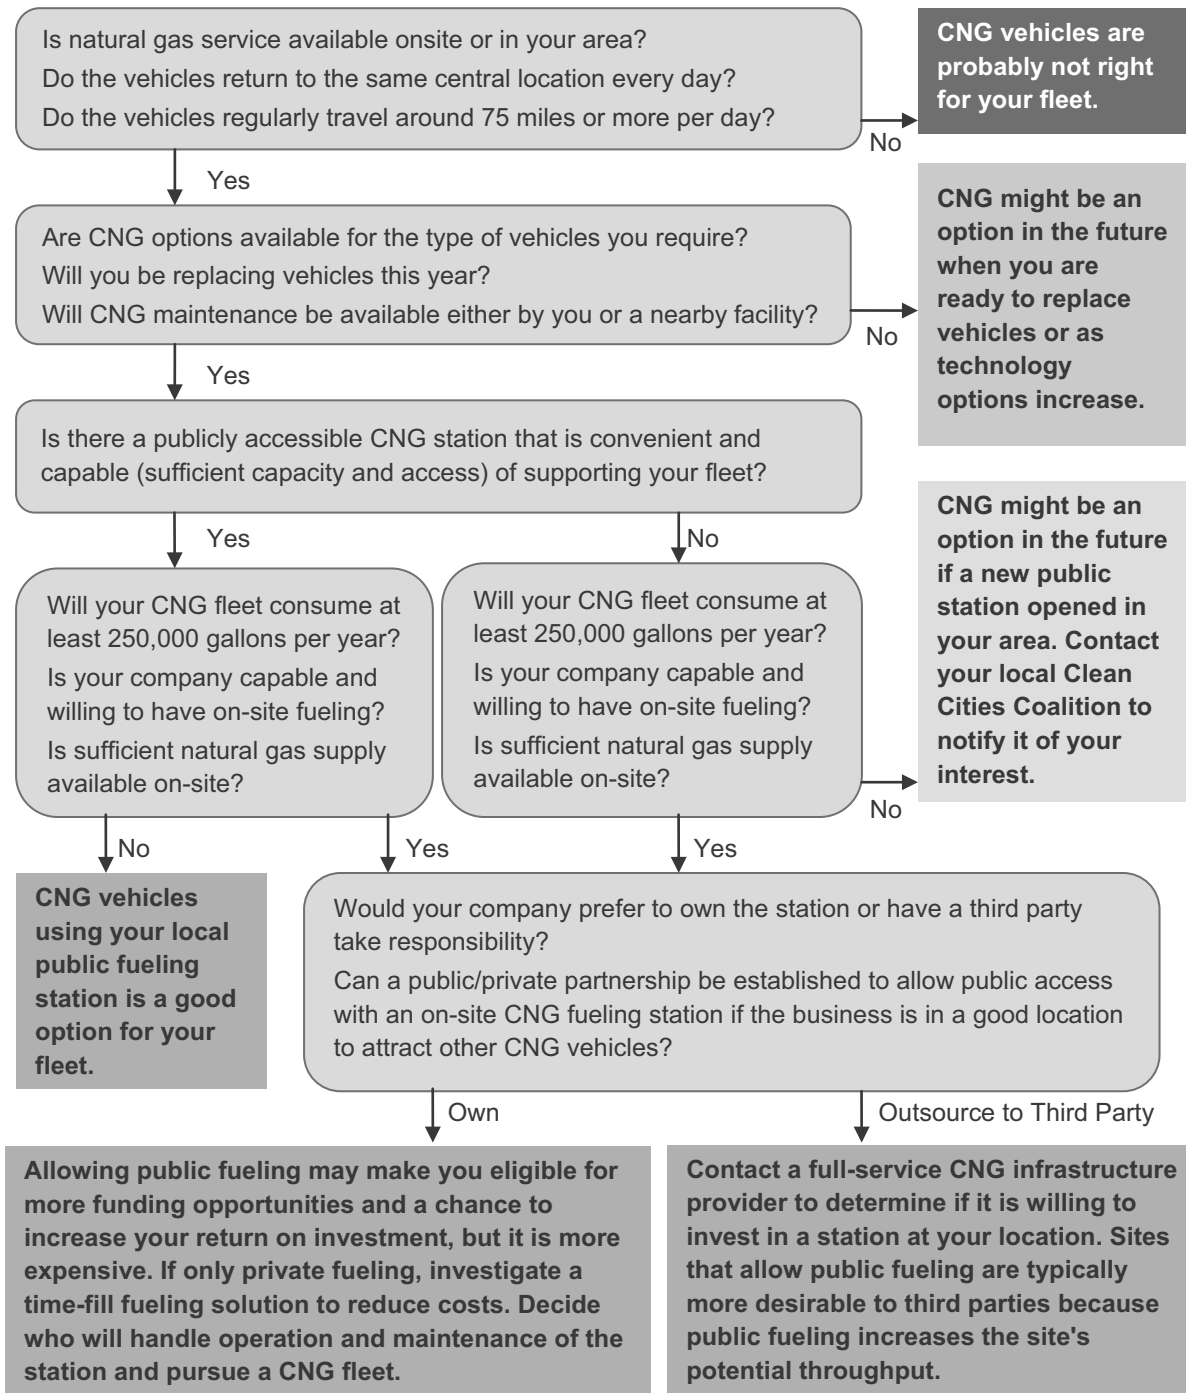 Is natural gas service available onsite or in your area?
Do the vehicles return to the same central location every day?
Do the vehicles regularly travel around 75 miles or more per day?
No
CNG vehicles are
probably not right
for your fleet.
Yes
Are CNG options available for the type of vehicles you require?
Will you be replacing vehicles this year?
Will CNG maintenance be available either by you or a nearby facility?
No
CNG might be an
option in the future
when you are
ready to replace
vehicles or as
technology
options increase.
Yes
Is there a publicly accessible CNG station that is convenient and
capable (sufficient capacity and access) of supporting your fleet?
Yes
No
Will your CNG fleet consume at
least 250,000 gallons per year?
Is your company capable and
willing to have on-site fueling?
Is sufficient natural gas supply
available on-site?
Will your CNG fleet consume at
least 250,000 gallons per year?
Is your company capable and
willing to have on-site fueling?
Is sufficient natural gas supply
available on-site?
No
CNG might be an
option in the future
if a new public
station opened in
your area. Contact
your local Clean
Cities Coalition to
notify it of your
interest.
No
Yes
Yes
CNG vehicles
using your local
public fueling
station is a good
option for your
fleet.
Would your company prefer to own the station or have a third party
take responsibility?
Can a public/private partnership be established to allow public access
with an on-site CNG fueling station if the business is in a good location
to attract other CNG vehicles?
Own
Outsource to Third Party
Allowing public fueling may make you eligible for
more funding opportunities and a chance to
increase your return on investment, but it is more
expensive. If only private fueling, investigate a
time-fill fueling solution to reduce costs. Decide
who will handle operation and maintenance of the
station and pursue a CNG fleet.
Contact a full-service CNG infrastructure
provider to determine if it is willing to
invest in a station at your location. Sites
that allow public fueling are typically
more desirable to third parties because
public fueling increases the site's
potential throughput.